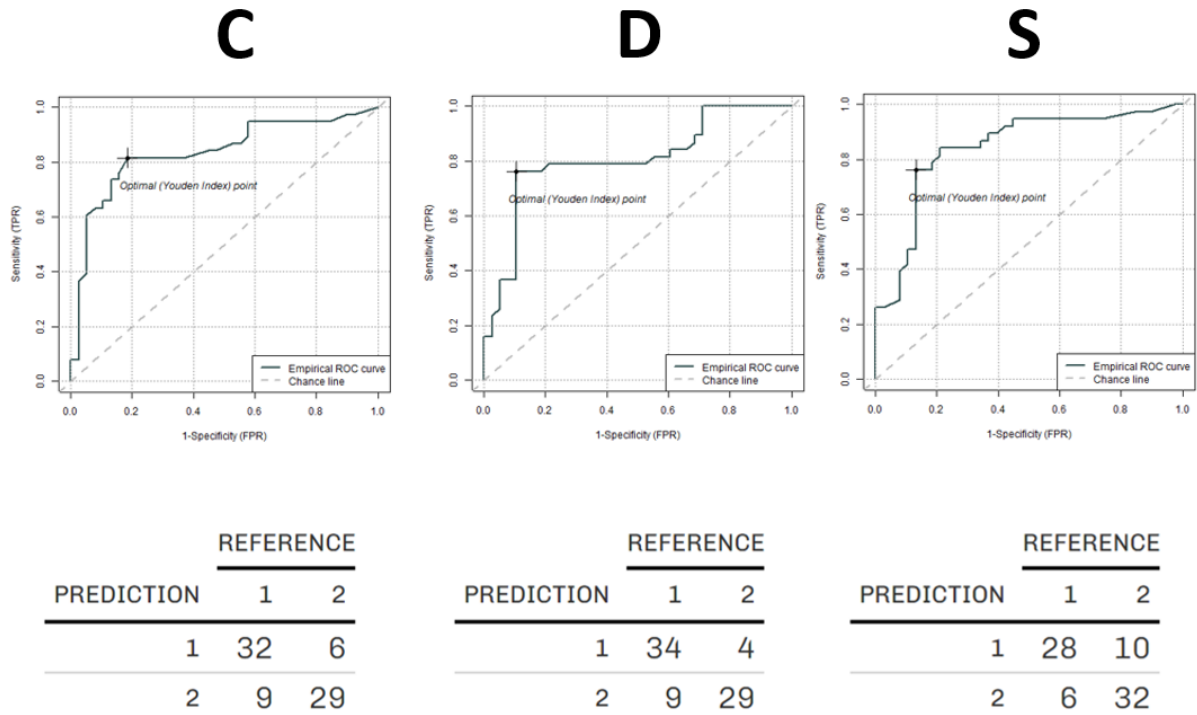 C
D
S
1.0
0.8
0.6
0.4
0.2
0.0
Sensitivity (TPR)
Optimal (Youden Index) point
Empirical ROC curve
Chance line
0.0 0.2 0.4 0.6 0.8 1.0
1-Specificity (FPR)
1.0
0.8
0.6
0.4
0.2
0.0
Sensitivity (TPR)
Optimal (Youden Index) point
Empirical ROC curve
Chance line
0.0 0.2 0.4 0.6 0.8 1.0
1-Specificity (FPR)
1.0
0.8
0.6
0.4
0.2
0.0
Sensitivity (TPR)
Optimal (Youden Index) point
Empirical ROC curve
Chance line
0.0 0.2 0.4 0.6 0.8 1.0
1-Specificity (FPR)
REFERENCE
PREDICTION 1 2
1 32 6
2 9 29
REFERENCE
PREDICTION 1 2
1 34 4
2 9 29
REFERENCE
PREDICTION 1 2
1 28 10
2 6 32